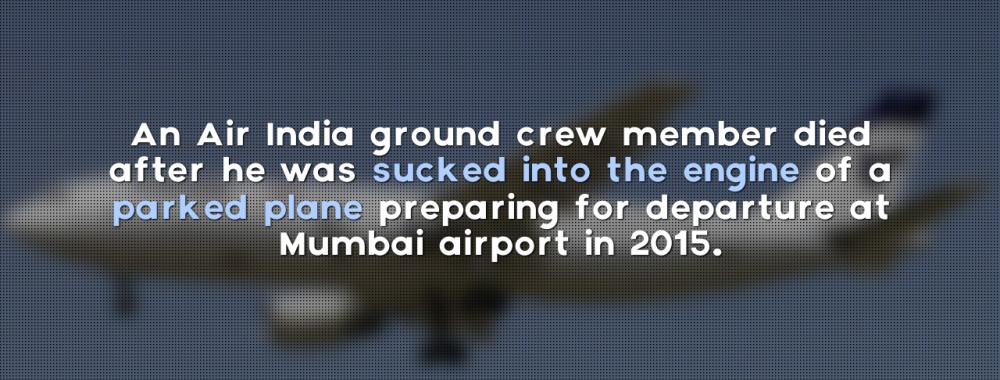 An Air India ground crew member died
after he was sucked into the engine of a
parked plane preparing for departure at
Mumbai airport in 2015.